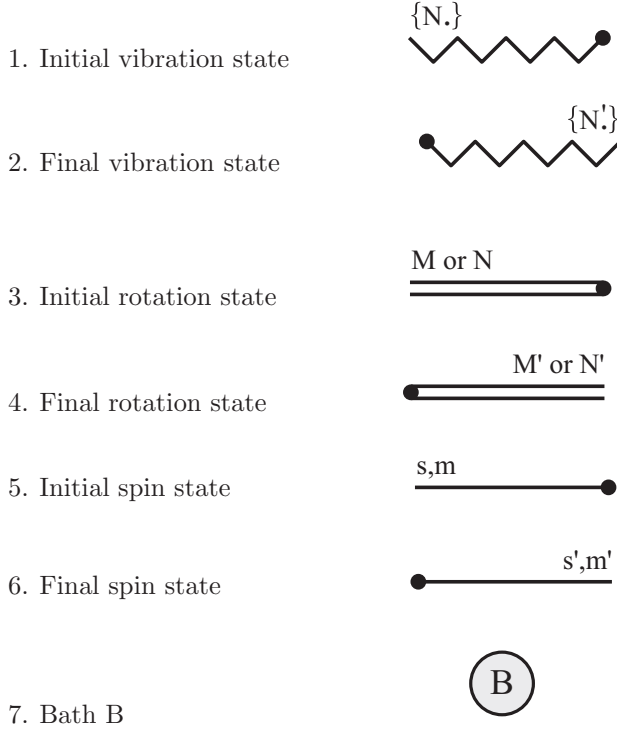 {N.}
1. Initial vibration state
{N'.}
2. Final vibration state
M or N
3. Initial rotation state
M' or N'
4. Final rotation state
s,m
5. Initial spin state
s',m'
6. Final spin state
B
7. Bath B